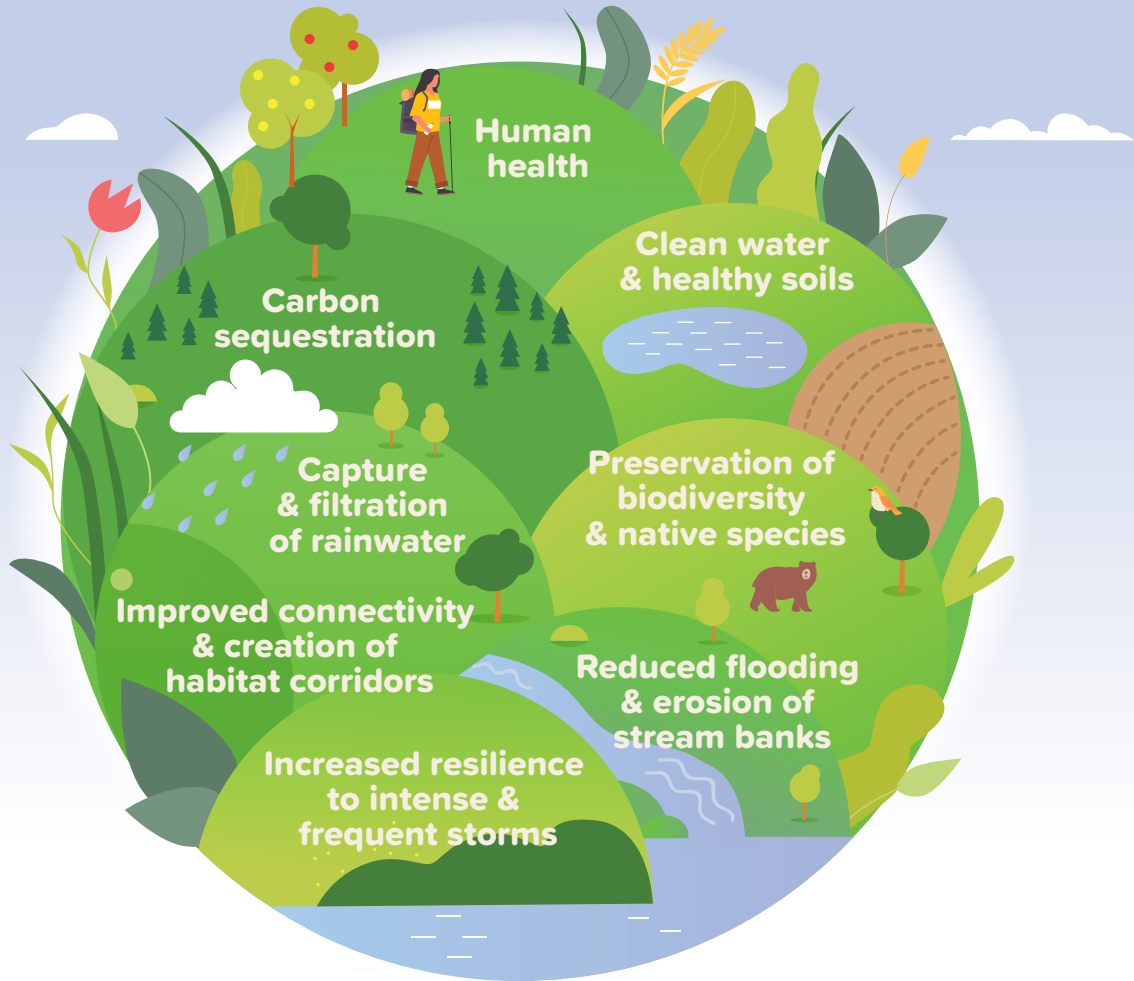 Human
health
Clean water
& healthy soils
Carbon
sequestration
Capture
& filtration
of rainwater
Preservation of
biodiversity
& native species
Improved connectivity
& creation of
habitat corridors
Reduced flooding
& erosion of
stream banks
Increased resilience
to intense &
frequent storms